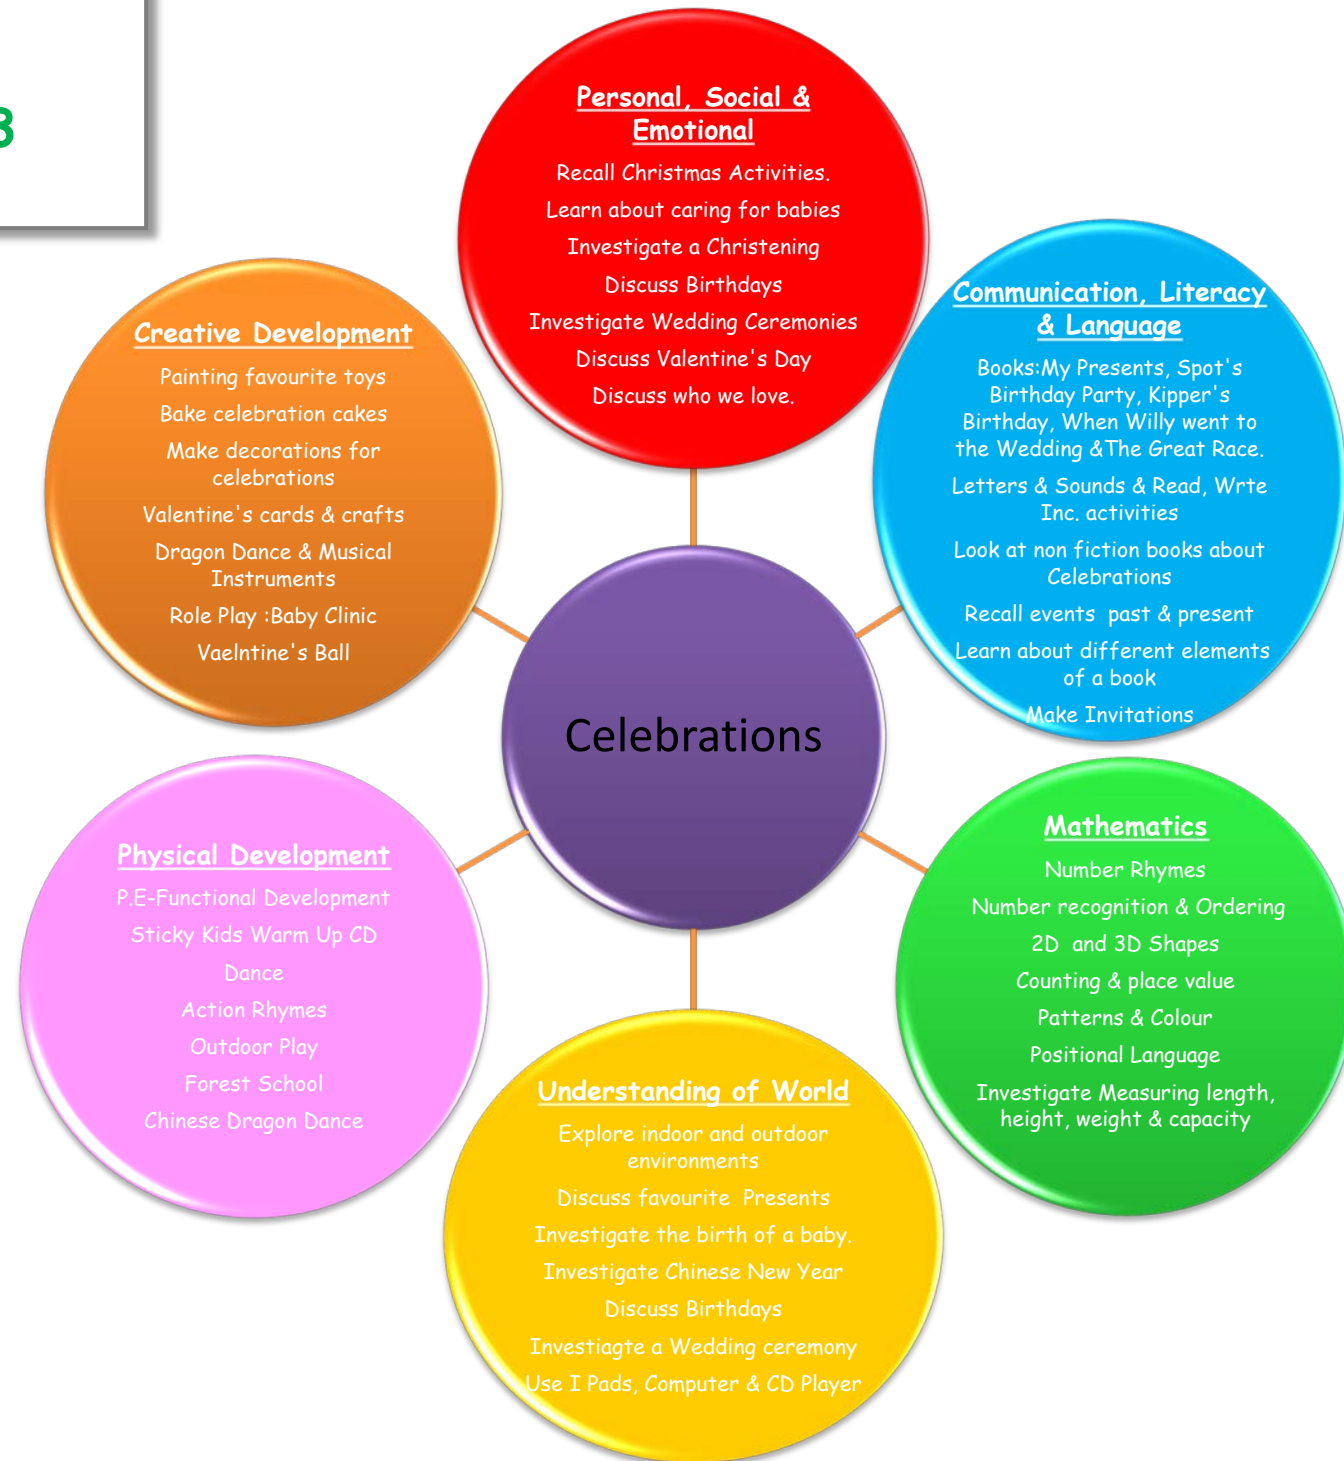 3
Personal, Social &
Emotional
Recall Christmas Activities.
Learn about caring for babies
Investigate a Christening
Discuss Birthdays
Investigate Wedding Ceremonies
Discuss Valentine's Day
Discuss who we love.
Communication, Literacy
& Language
Books:My Presents, Spot's
Birthday Party, Kipper's
Birthday, When Willy went to
the Wedding &The Great Race.
Letters & Sounds & Read, Wrte
Inc. activities
Look at non fiction books about
Celebrations
Recall events past & present
Learn about different elements
of a book
Make Invitations
Creative Development
Painting favourite toys
Bake celebration cakes
Make decorations for
celebrations
Valentine's cards & crafts
Dragon Dance & Musical
Instruments
Role Play :Baby Clinic
Vaelntine's Ball
Celebrations
Mathematics
Number Rhymes
Number recognition & Ordering
2D and 3D Shapes
Counting & place value
Patterns & Colour
Positional Language
Investigate Measuring length,
height, weight & capacity
Physical Development
P.E-Functional Development
Sticky Kids Warm Up CD
Dance
Action Rhymes
Outdoor Play
Forest School
Chinese Dragon Dance
Understanding of World
Explore indoor and outdoor
environments
Discuss favourite Presents
Investigate the birth of a baby.
Investigate Chinese New Year
Discuss Birthdays
Investiagte a Wedding ceremony
Use I Pads, Computer & CD Player